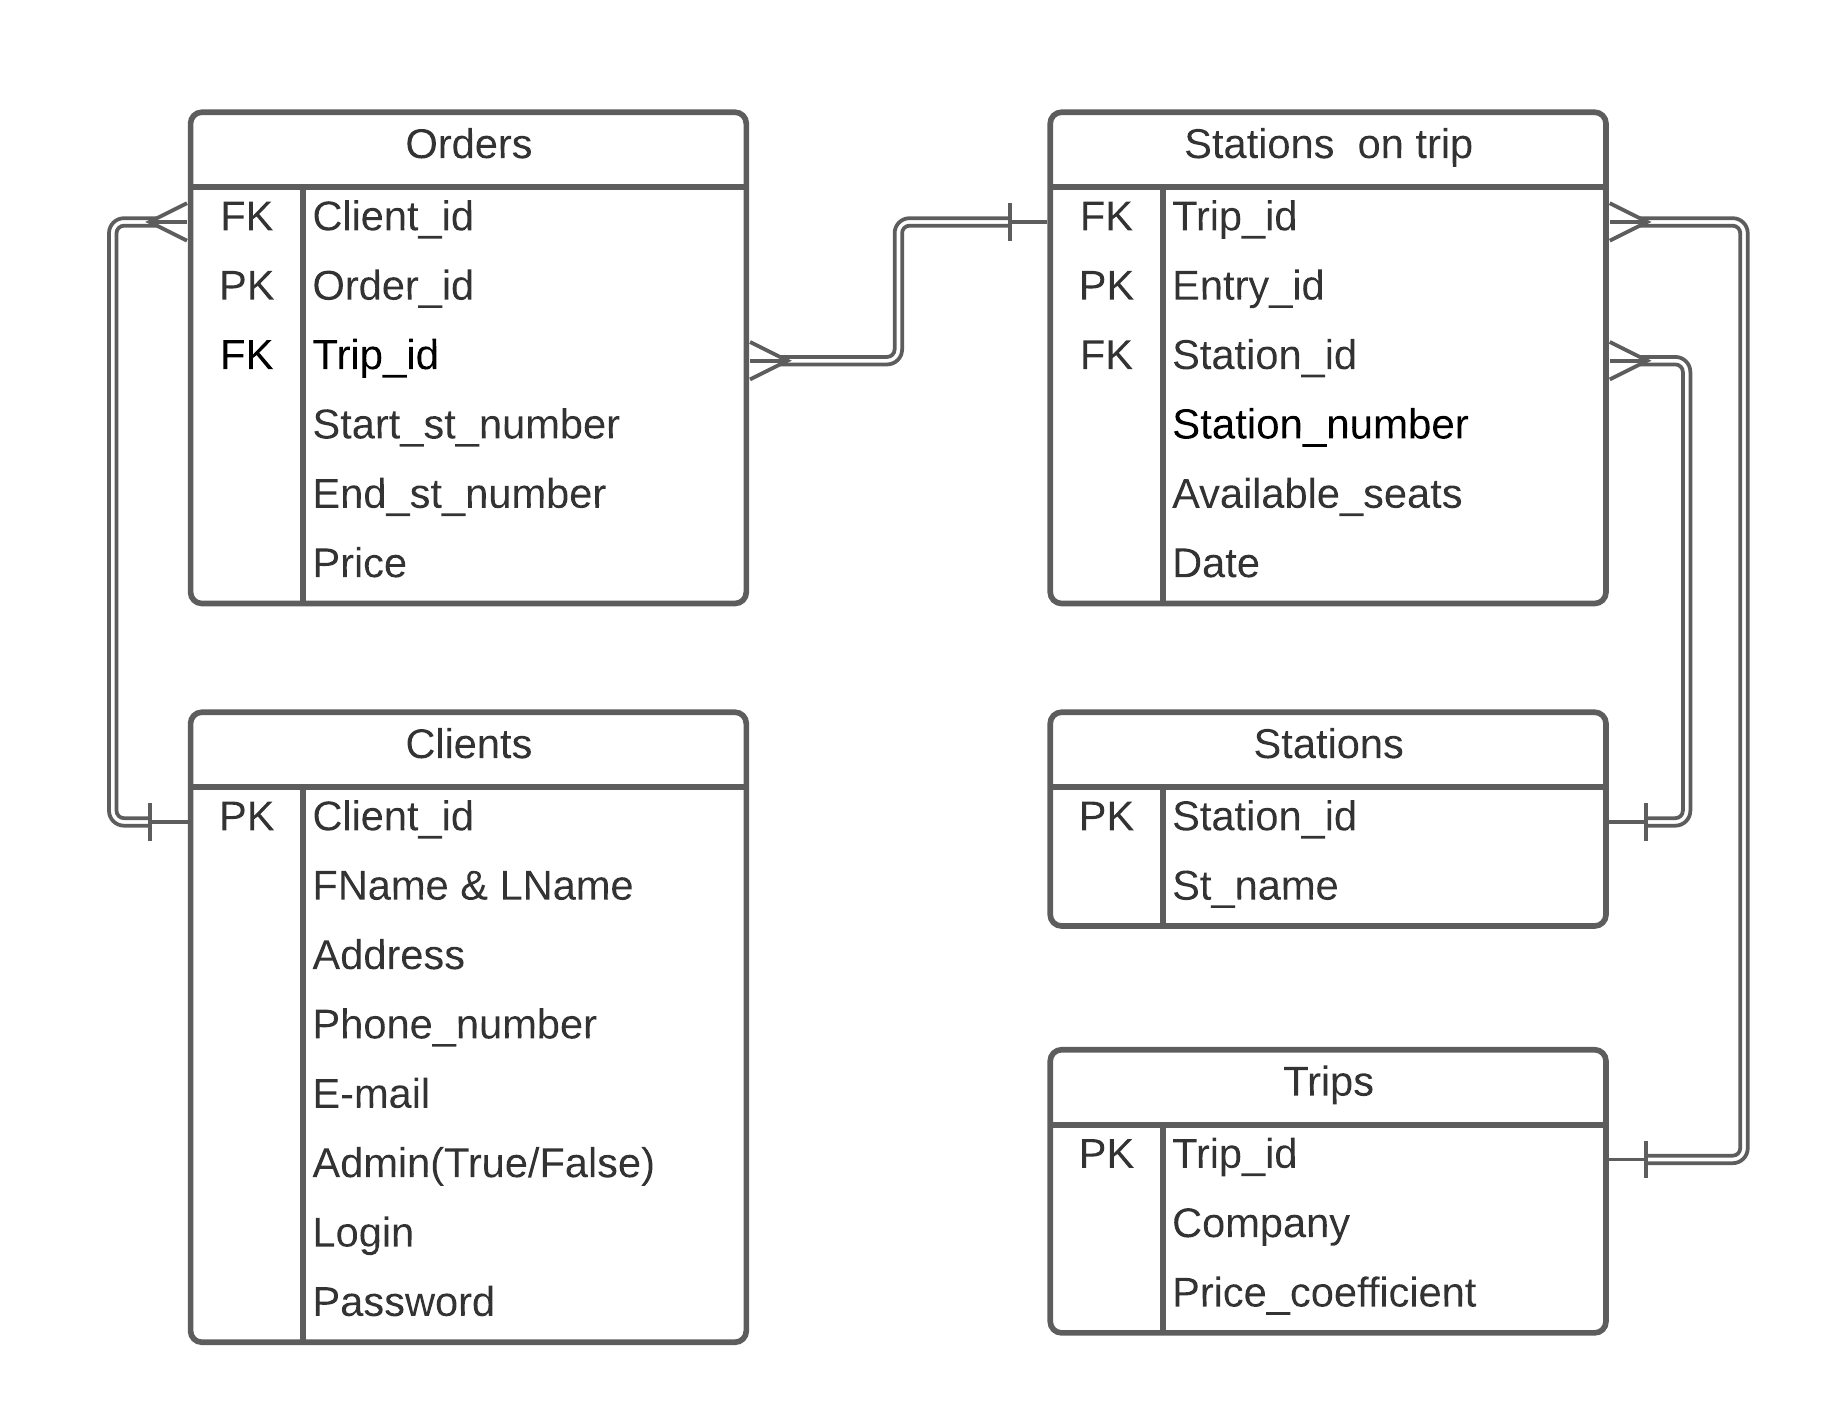 Orders
FK Client_id
PK Order_id
FK Trip_id
Start_st_number
End_st_number
Price
Stations  on trip
FK Trip_id
PK Entry_id
FK Station_id
Station_number
Available_seats
Date
Clients
PK Client_id
FName & LName
Address
Phone_number
E-mail
Admin(True/False)
Login
Password
Stations
PK Station_id
St_name
Trips
PK Trip_id
Company
Price_coefficient